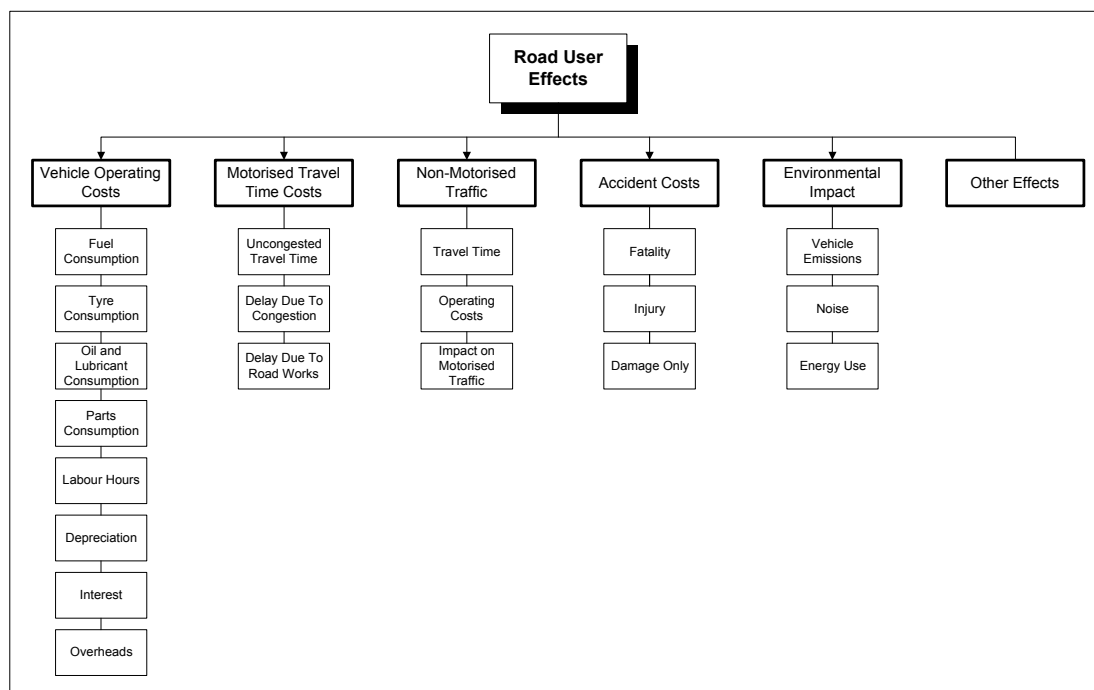 Road User
Effects
Vehicle Operating
Costs
Motorised Travel
Time Costs
Non-Motorised
Traffic
Accident Costs
Environmental
Impact
Other Effects
Fuel
Consumption
Tyre
Consumption
Oil and
Lubricant
Consumption
Parts
Consumption
Labour Hours
Depreciation
Interest
Overheads
Uncongested
Travel Time
Delay Due To
Congestion
Delay Due To
Road Works
Travel Time
Operating
Costs
Impact on
Motorised
Traffic
Fatality
Injury
Damage Only
Vehicle
Emissions
Noise
Energy Use